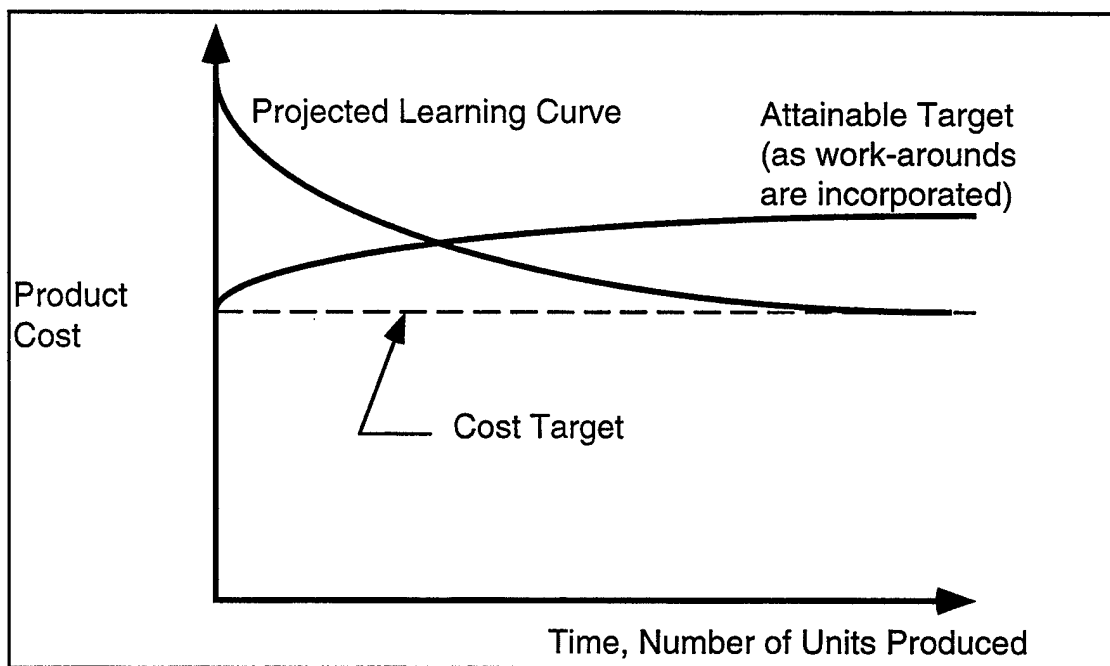 Projected Learning Curve
Attainable Target
(as work-arounds
are incorporated)
Product
Cost
Cost Target
Time, Number of Units Produced